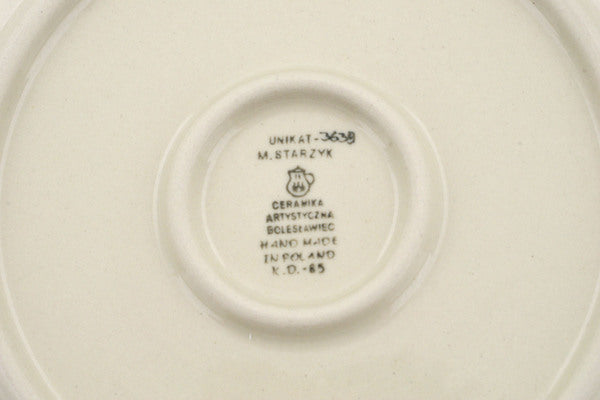 UNIKAT-3638
M. STARZYK
CERAMIKA
ARTYSTYCZNA
BOLESŁAWIEC
HAND MADE
IN POLAND
K.D.-85